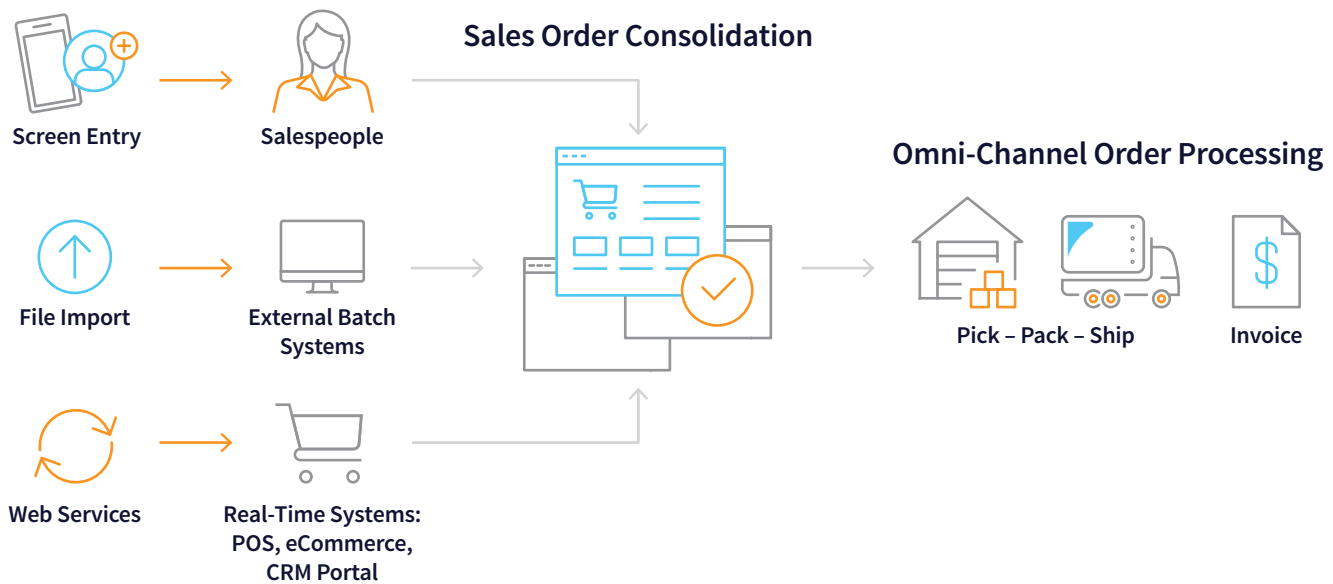 Sales Order Consolidation
Screen Entry
Salespeople
Omni-Channel Order Processing
File Import
External Batch
Systems
Pick – Pack – Ship
Invoice
$
Web Services
Real-Time Systems:
POS, eCommerce,
CRM Portal